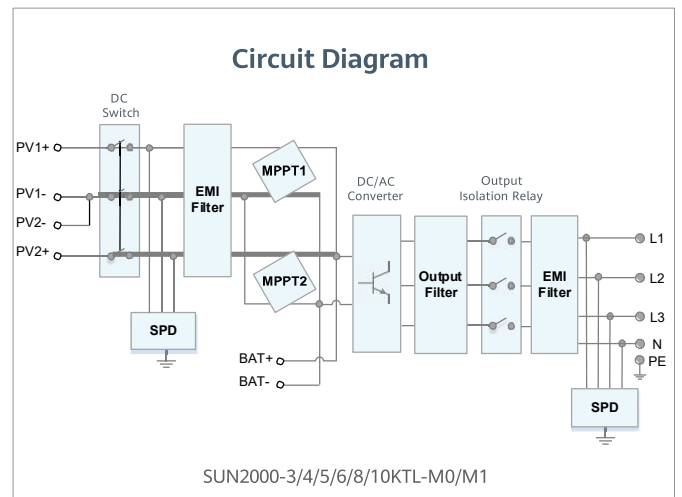 Circuit Diagram
DC
Switch
PV1+
PV1-
PV2-
PV2+
EMI
Filter
MPPT1
MPPT2
SPD
BAT+
BAT-
DC/AC
Converter
Output
Filter
Output
Isolation Relay
EMI
Filter
L1
L2
L3
N
PE
SPD
SUN2000-3/4/5/6/8/10KTL-M0/M1